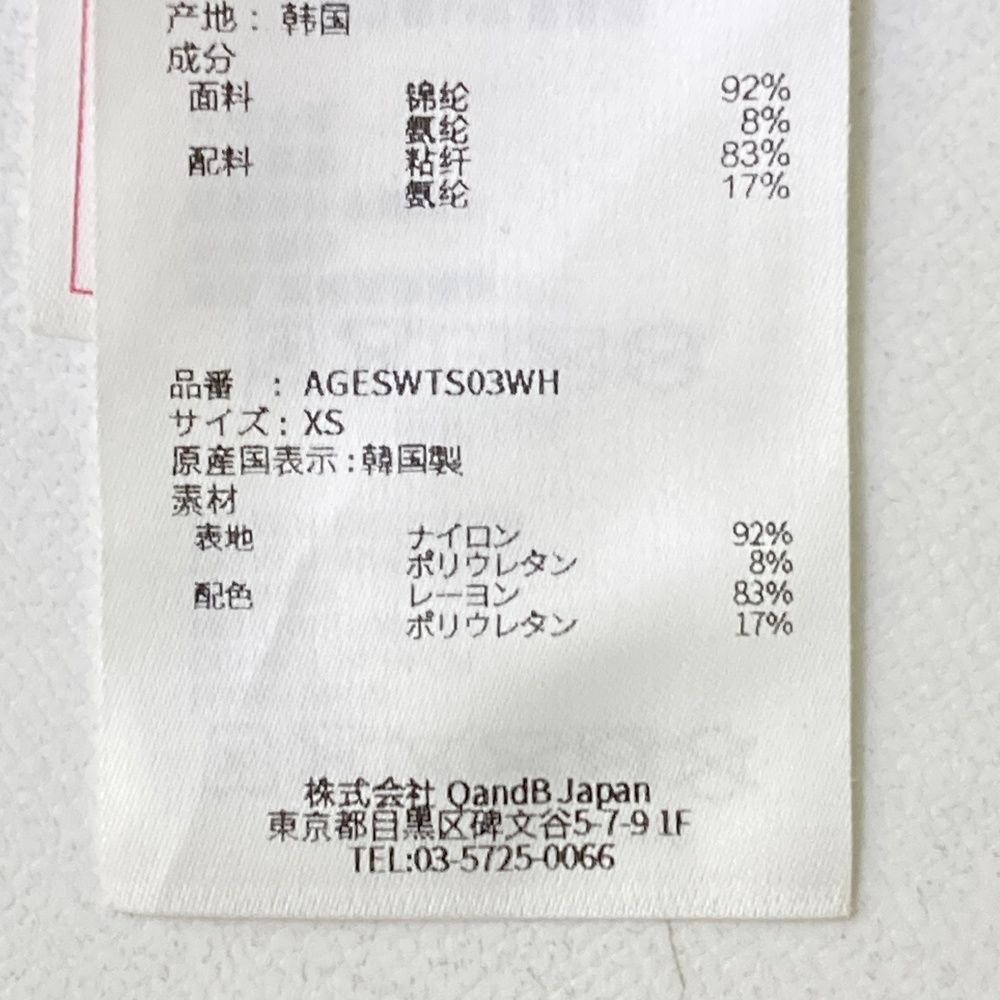 产地：韩国
成分
面料 锦纶 92%
氨纶 8%
配料 粘纤 83%
氨纶 17%
品番 : AGESWTS03WH
サイズ : XS
原産国表示 : 韓国製
素材
表地 ナイロン 92%
ポリウレタン 8%
配色 レーヨン 83%
ポリウレタン 17%
株式会社 QandB Japan
東京都目黒区碑文谷5-7-9 1F
TEL:03-5725-0066